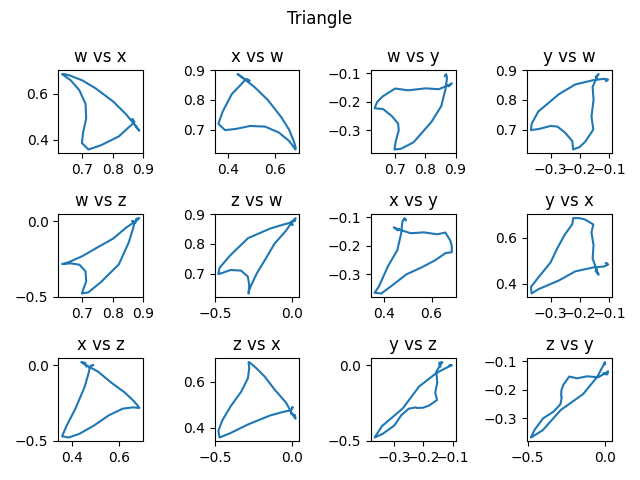 Triangle
w vs x
x vs w
w vs y
y vs w
0.6
0.4
0.7 0.8 0.9
0.9
0.8
0.7
0.4 0.6
−0.1
−0.2
−0.3
0.7 0.9
0.9
0.8
0.7
−0.3 −0.2 −0.1
w vs z
z vs w
x vs y
y vs x
0.0
−0.5
0.7 0.8 0.9
0.9
0.8
0.7
−0.5 0.0
−0.1
−0.2
−0.3
0.4 0.6
0.6
0.4
−0.3 −0.2 −0.1
x vs z
z vs x
y vs z
z vs y
0.0
−0.5
0.4 0.6
0.6
0.4
−0.5 0.0
0.0
−0.5
−0.3 −0.2 −0.1
−0.1
−0.2
−0.3
−0.5 0.0